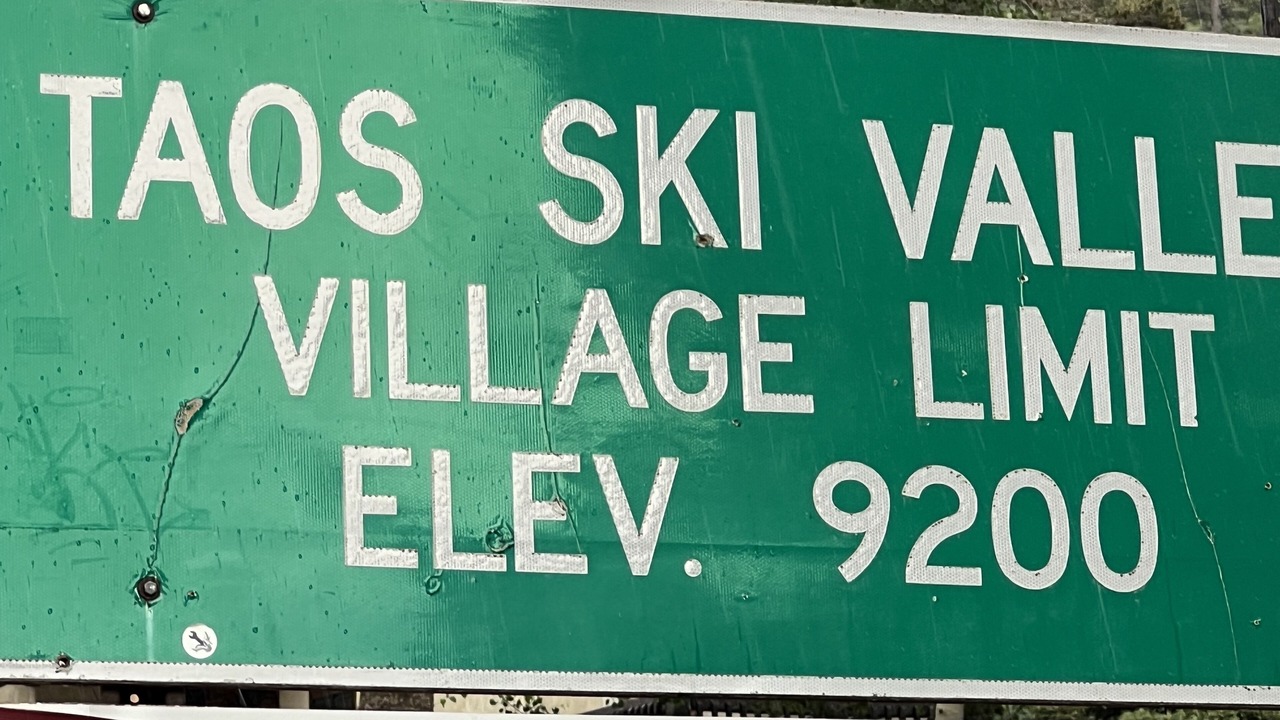 TAOS SKI VALLE
VILLAGE LIMIT
ELEV. 9200